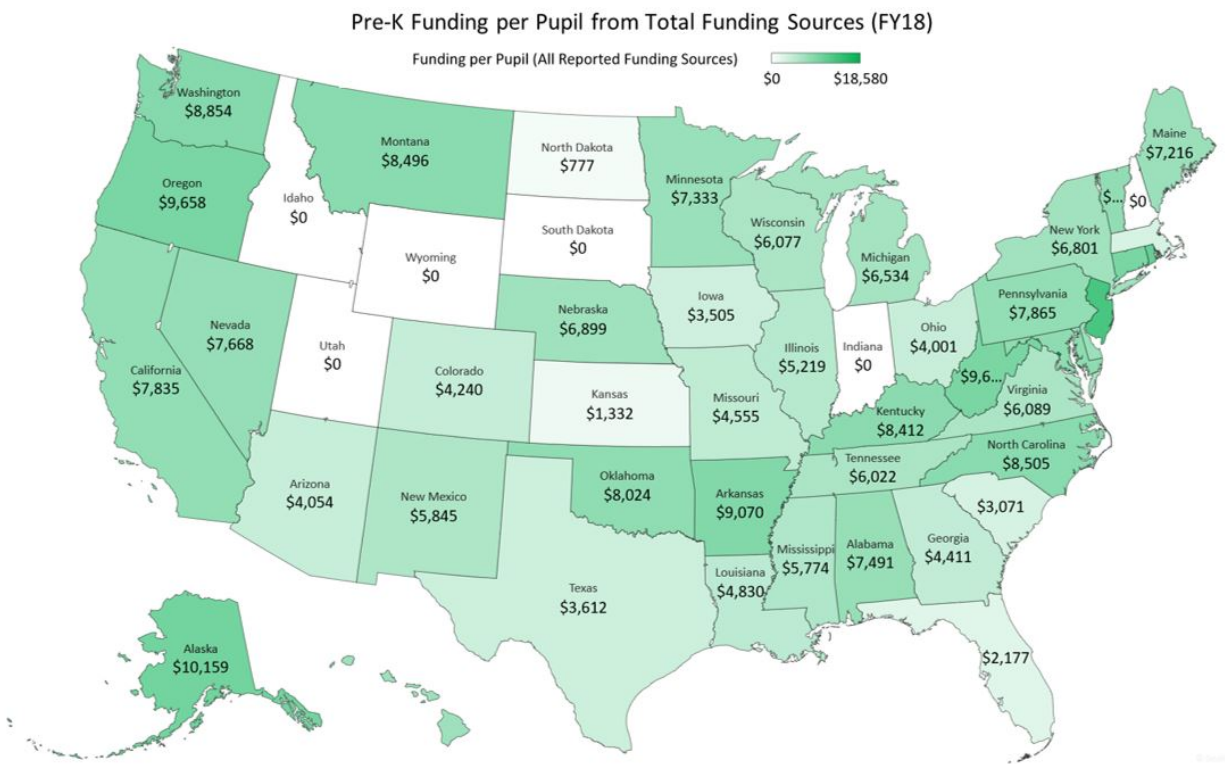 Pre-K Funding per Pupil from Total Funding Sources (FY18)
Funding per Pupil (All Reported Funding Sources)
$0 $18,580
Washington
$8,854
Oregon
$9,658
Idaho
$0
Montana
$8,496
North Dakota
$777
Minnesota
$7,333
South Dakota
$0
Wyoming
$0
Wisconsin
$6,077
Michigan
$6,534
Maine
$7,216
$...
$0
New York
$6,801
California
$7,835
Nevada
$7,668
Utah
$0
Colorado
$4,240
Nebraska
$6,899
Iowa
$3,505
Illinois
$5,219
Indiana
$0
Ohio
$4,001
Pennsylvania
$7,865
Kansas
$1,332
Missouri
$4,555
Kentucky
$8,412
$9,6...
Virginia
$6,089
Arizona
$4,054
New Mexico
$5,845
Oklahoma
$8,024
Arkansas
$9,070
Tennessee
$6,022
North Carolina
$8,505
$3,071
Texas
$3,612
Louisiana
$4,830
Mississippi
$5,774
Alabama
$7,491
Georgia
$4,411
$2,177
Alaska
$10,159